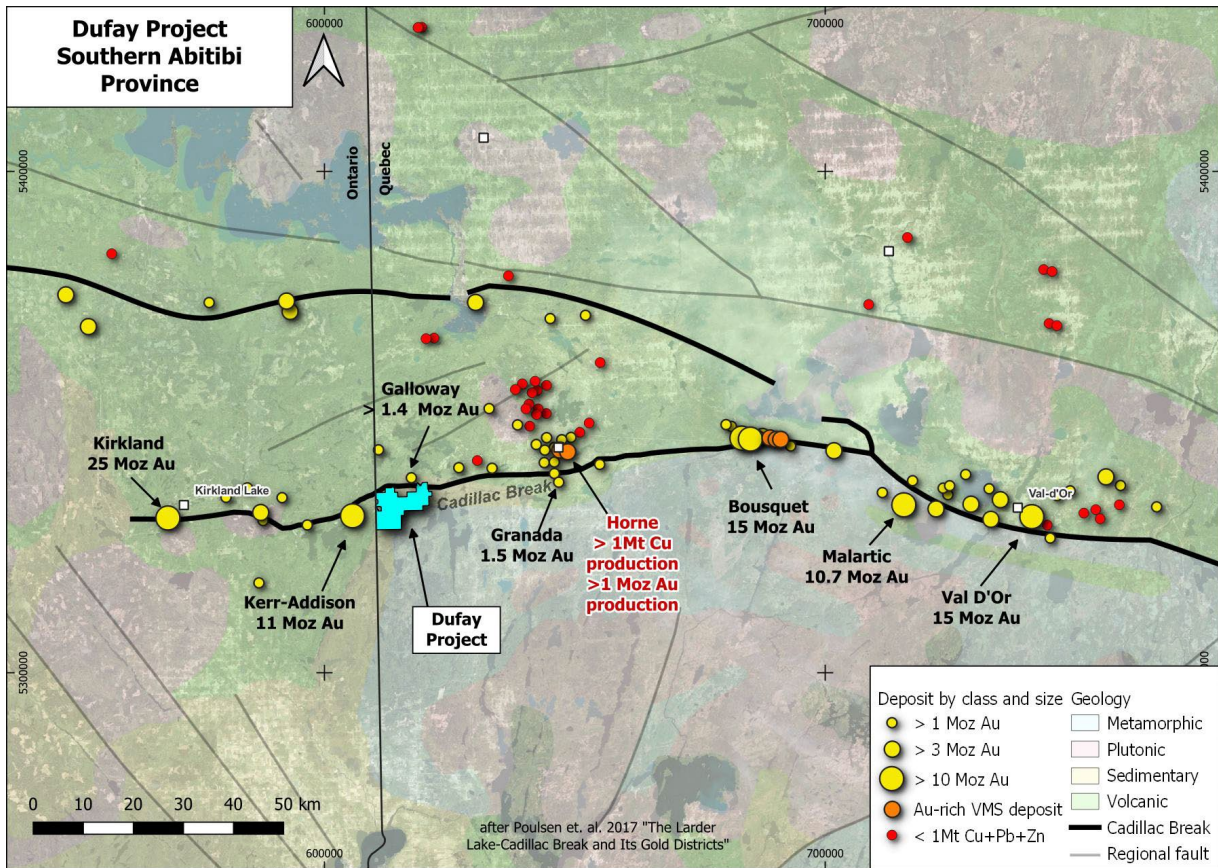 Dufay Project
Southern Abitibi
Province
600000
700000
5400000
5400000
Ontario
Quebec
Galloway
> 1.4 Moz Au
Kirkland
25 Moz Au
Kirkland Lake
Cadillac Break
Kerr-Addison
11 Moz Au
Dufay
Project
Granada
1.5 Moz Au
Horne
> 1Mt Cu
production
>1 Moz Au
production
Bousquet
15 Moz Au
Malartic
10.7 Moz Au
Val-d'Or
Val D'Or
15 Moz Au
5300000
5300000
0 10 20 30 40 50 km
after Poulsen et. al. 2017 "The Larder
Lake-Cadillac Break and Its Gold Districts"
600000
700000
Deposit by class and size
> 1 Moz Au
> 3 Moz Au
> 10 Moz Au
Au-rich VMS deposit
< 1Mt Cu+Pb+Zn
Geology
Metamorphic
Plutonic
Sedimentary
Volcanic
Cadillac Break
Regional fault